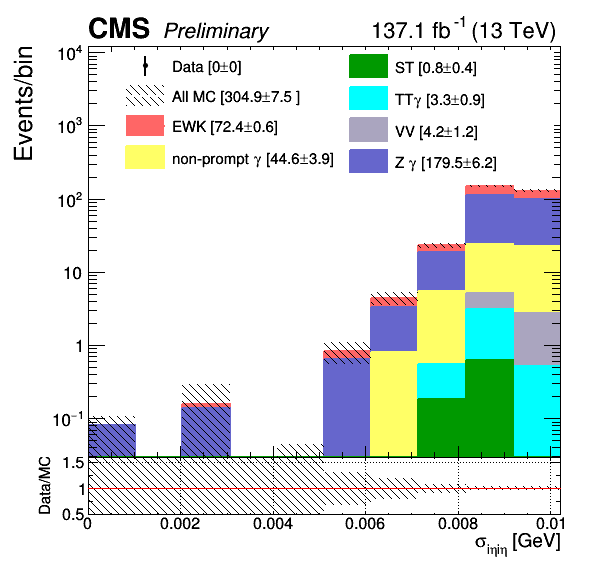 CMS Preliminary 137.1 fb⁻¹ (13 TeV)
Events/bin
Data [0±0]
All MC [304.9±7.5 ]
EWK [72.4±0.6]
non-prompt γ [44.6±3.9]
ST [0.8±0.4]
TTγ [3.3±0.9]
VV [4.2±1.2]
Z γ [179.5±6.2]
10⁴
10³
10²
10
1
10⁻¹
Data/MC
1.5
1
0.5
0 0.002 0.004 0.006 0.008 0.01
σiηiη [GeV]